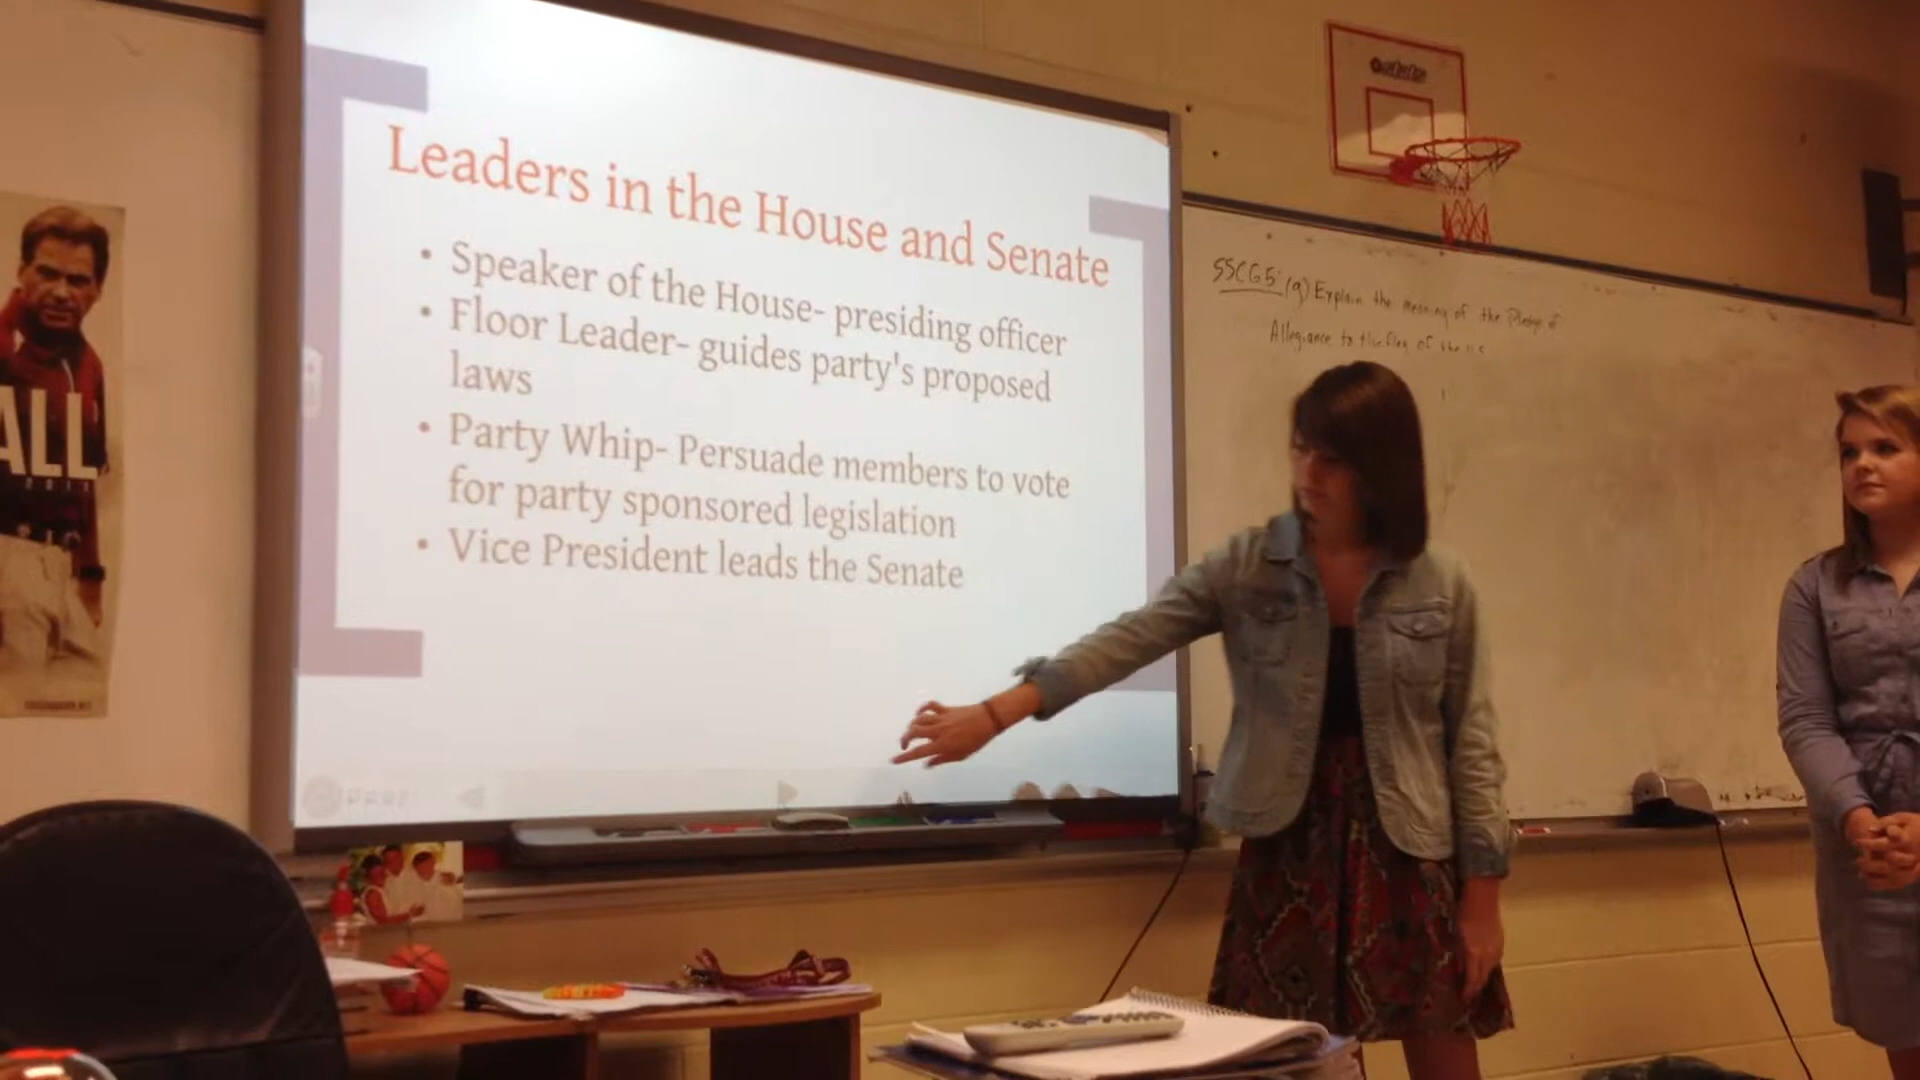 Leaders in the House and Senate
• Speaker of the House- presiding officer
• Floor Leader- guides party's proposed
laws
• Party Whip- Persuade members to vote
for party sponsored legislation
• Vice President leads the Senate
SSCG5: (g) Explain the meaning of the Pledge of
Allegiance to the flag of the
ALL